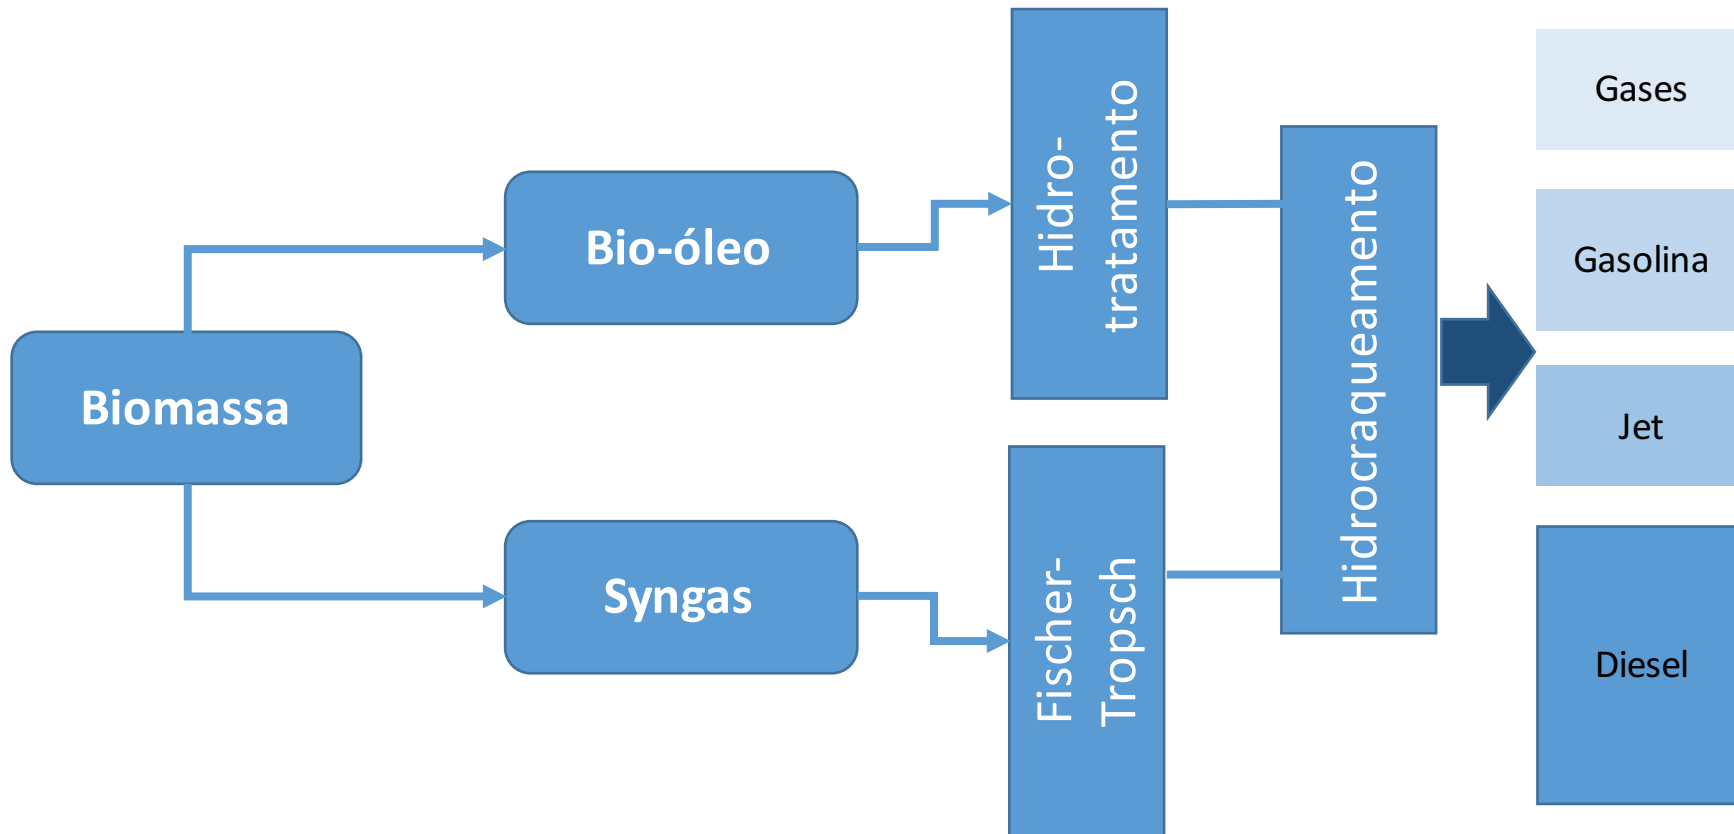 Biomassa
Bio-óleo
Syngas
Hidro-
tratamento
Fischer-
Tropsch
Hidrocraqueamento
Gases
Gasolina
Jet
Diesel